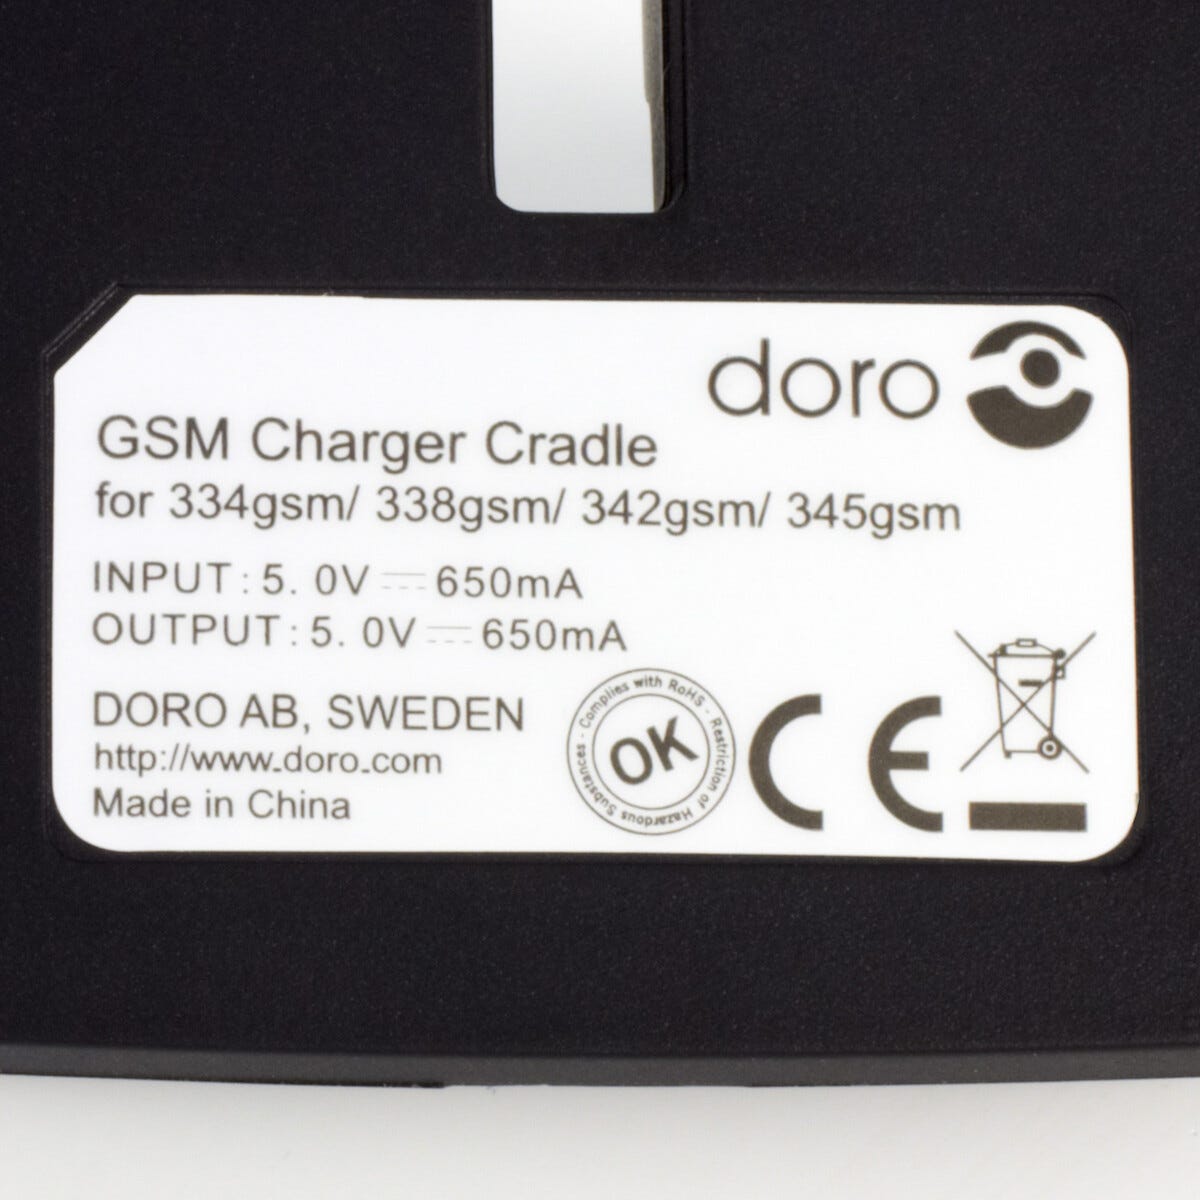 doro
GSM Charger Cradle
for 334gsm/ 338gsm/ 342gsm/ 345gsm
INPUT : 5. 0V ⎓ 650mA
OUTPUT : 5. 0V ⎓ 650mA
DORO AB, SWEDEN
http://www.doro.com
Made in China
Complies with RoHS - Restriction of Hazardous Substances -
OK
CE